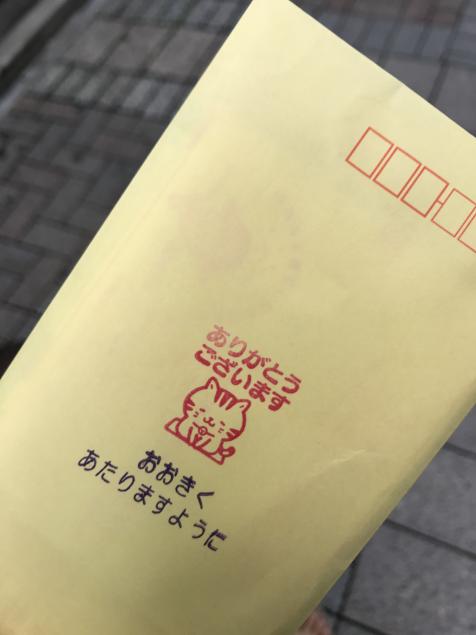 ありがとう
ございます
おおきく
あたりますように